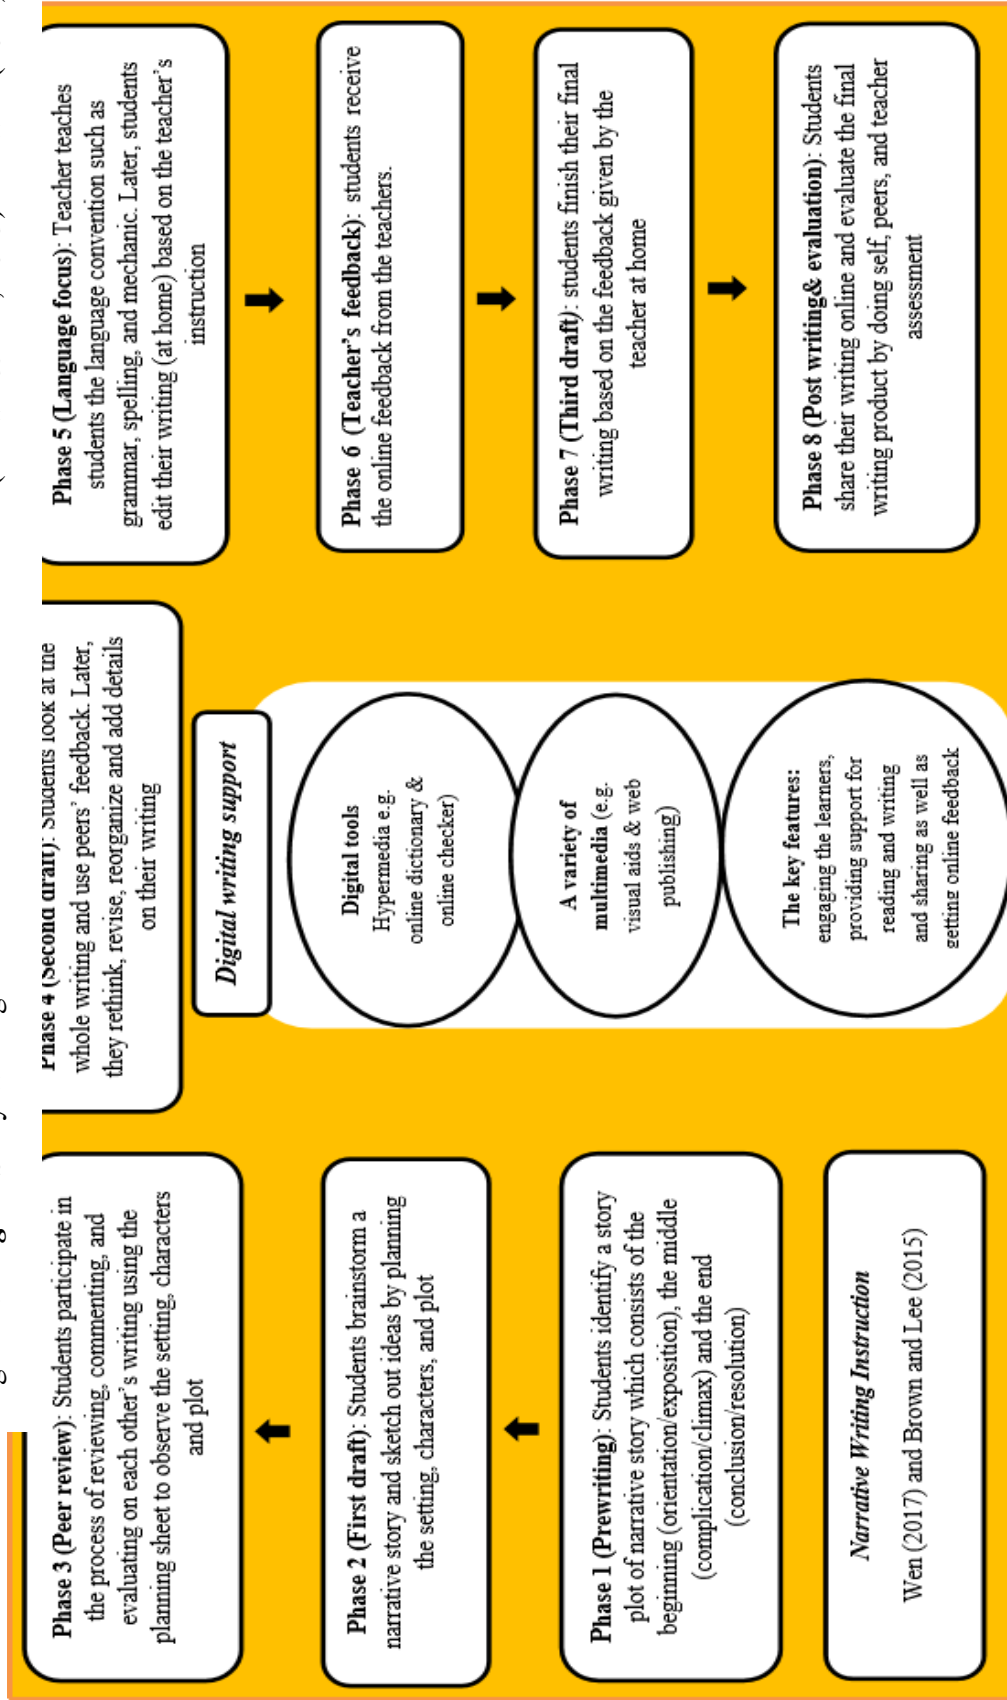 Narrative Writing Instruction
Wen (2017) and Brown and Lee (2015)
Phase 1 (Prewriting): Students identify a story
plot of narrative story which consists of the
beginning (orientation/exposition), the middle
(complication/climax) and the end
(conclusion/resolution)
Phase 2 (First draft): Students brainstorm a
narrative story and sketch out ideas by planning
the setting, characters, and plot
Phase 3 (Peer review): Students participate in
the process of reviewing, commenting, and
evaluating on each other's writing using the
planning sheet to observe the setting, characters
and plot
Phase 4 (Second draft): Students look at the
whole writing and use peers' feedback. Later,
they rethink, revise, reorganize and add details
on their writing
Digital writing support
Digital tools
Hypermedia e.g.
online dictionary &
online checker)
A variety of
multimedia (e.g.
visual aids & web
publishing)
The key features:
engaging the learners,
providing support for
reading and writing
and sharing as well as
getting online feedback
Phase 5 (Language focus): Teacher teaches
students the language convention such as
grammar, spelling, and mechanic. Later, students
edit their writing (at home) based on the teacher's
instruction
Phase 6 (Teacher's feedback): students receive
the online feedback from the teachers.
Phase 7 (Third draft): students finish their final
writing based on the feedback given by the
teacher at home
Phase 8 (Post writing& evaluation): Students
share their writing online and evaluate the final
writing product by doing self, peers, and teacher
assessment